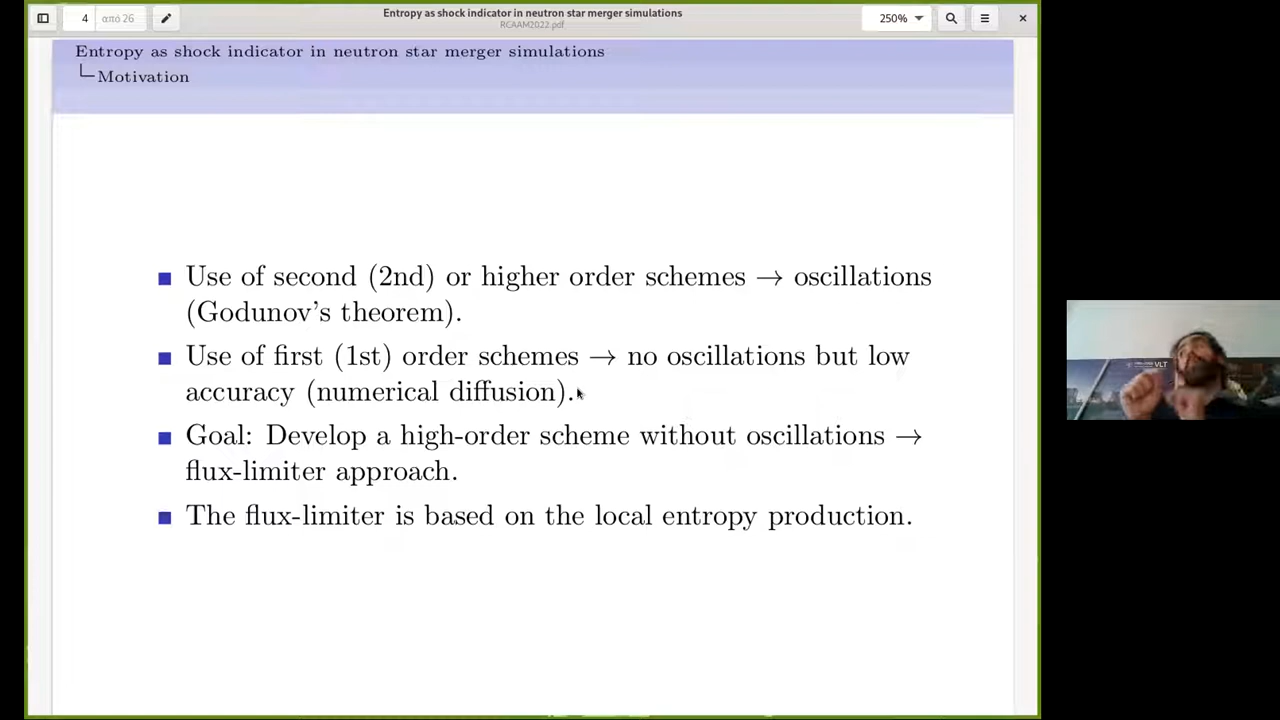 4 από 26
Entropy as shock indicator in neutron star merger simulations
RCAAM2022.pdf
250%
Entropy as shock indicator in neutron star merger simulations
Motivation
Use of second (2nd) or higher order schemes → oscillations
(Godunov's theorem).
Use of first (1st) order schemes → no oscillations but low
accuracy (numerical diffusion).
Goal: Develop a high-order scheme without oscillations →
flux-limiter approach.
The flux-limiter is based on the local entropy production.
VLT